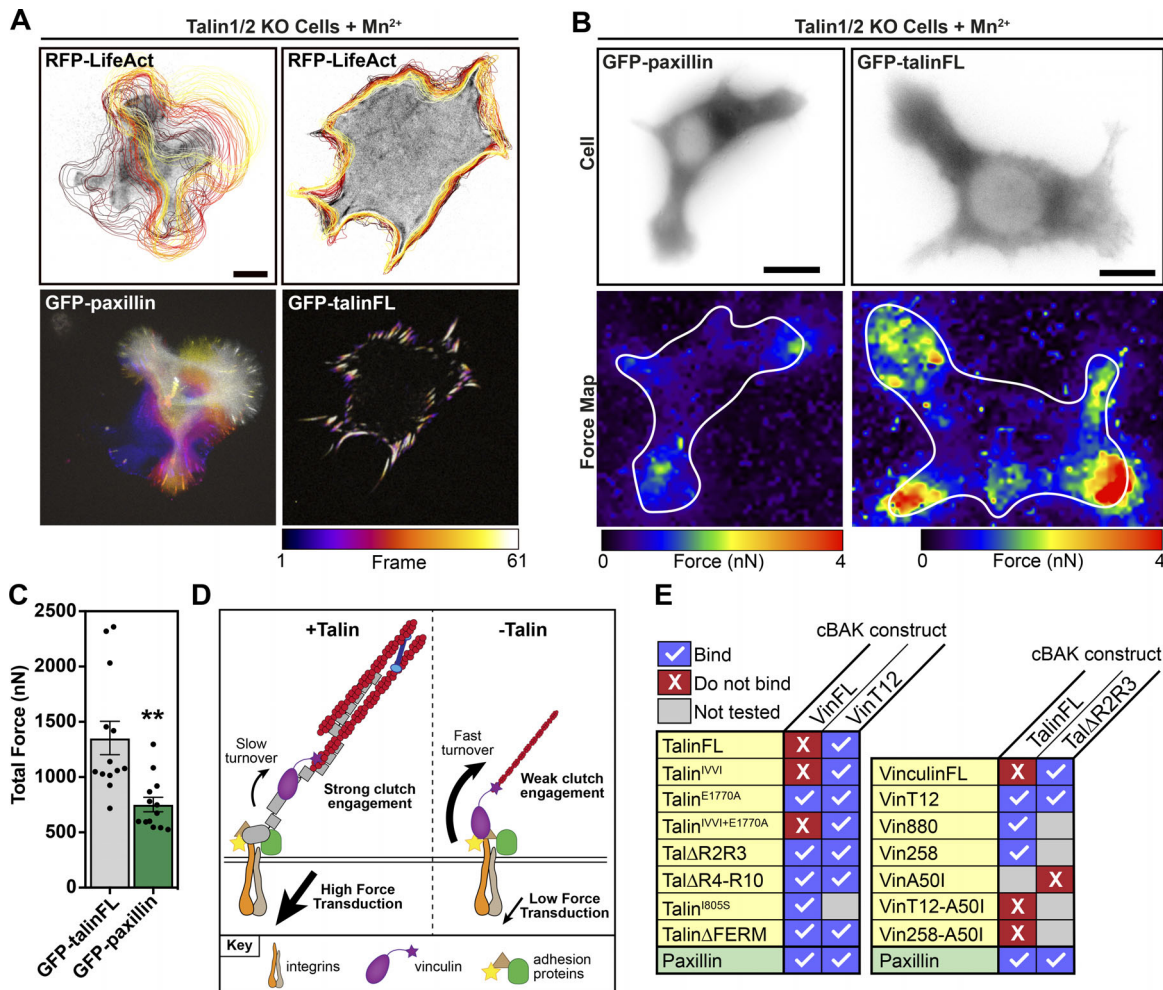 A
Talin1/2 KO Cells + Mn²⁺
RFP-LifeAct
RFP-LifeAct
GFP-paxillin
GFP-talinFL
1
Frame
61
B
Talin1/2 KO Cells + Mn²⁺
GFP-paxillin
GFP-talinFL
Cell
Force Map
0
Force (nN)
4
0
Force (nN)
4
C
Total Force (nN)
2500
2000
1500
1000
500
0
**
GFP-talinFL
GFP-paxillin
D
+Talin
-Talin
Slow
turnover
Strong clutch
engagement
Fast
turnover
Weak clutch
engagement
High Force
Transduction
Low Force
Transduction
Key
integrins
vinculin
adhesion
proteins
E
Bind
X Do not bind
Not tested
cBAK construct
VinFL
VinT12
TalinFL X ✓
Talinᴵⱽⱽᴵ X ✓
Talinᴱ¹⁷⁷⁰ᴬ ✓ ✓
Talinᴵⱽⱽᴵ⁺ᴱ¹⁷⁷⁰ᴬ X ✓
TalΔR2R3 ✓ ✓
TalΔR4-R10 ✓ ✓
Talinᴵ⁸⁰⁵ˢ ✓
TalinΔFERM ✓ ✓
Paxillin ✓ ✓
cBAK construct
TalinFL
TalΔR2R3
VinculinFL X ✓
VinT12 ✓ ✓
Vin880 ✓
Vin258 ✓
VinA50I X
VinT12-A50I X
Vin258-A50I X
Paxillin ✓ ✓